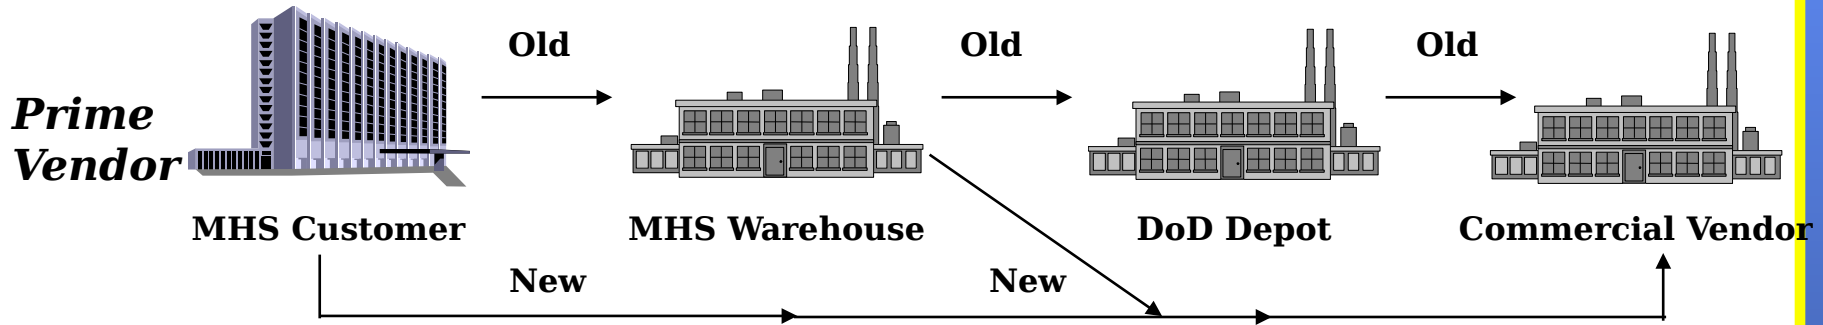 Old
Old
Old
Prime
Vendor
MHS Customer
MHS Warehouse
DoD Depot
Commercial Vendor
New
New